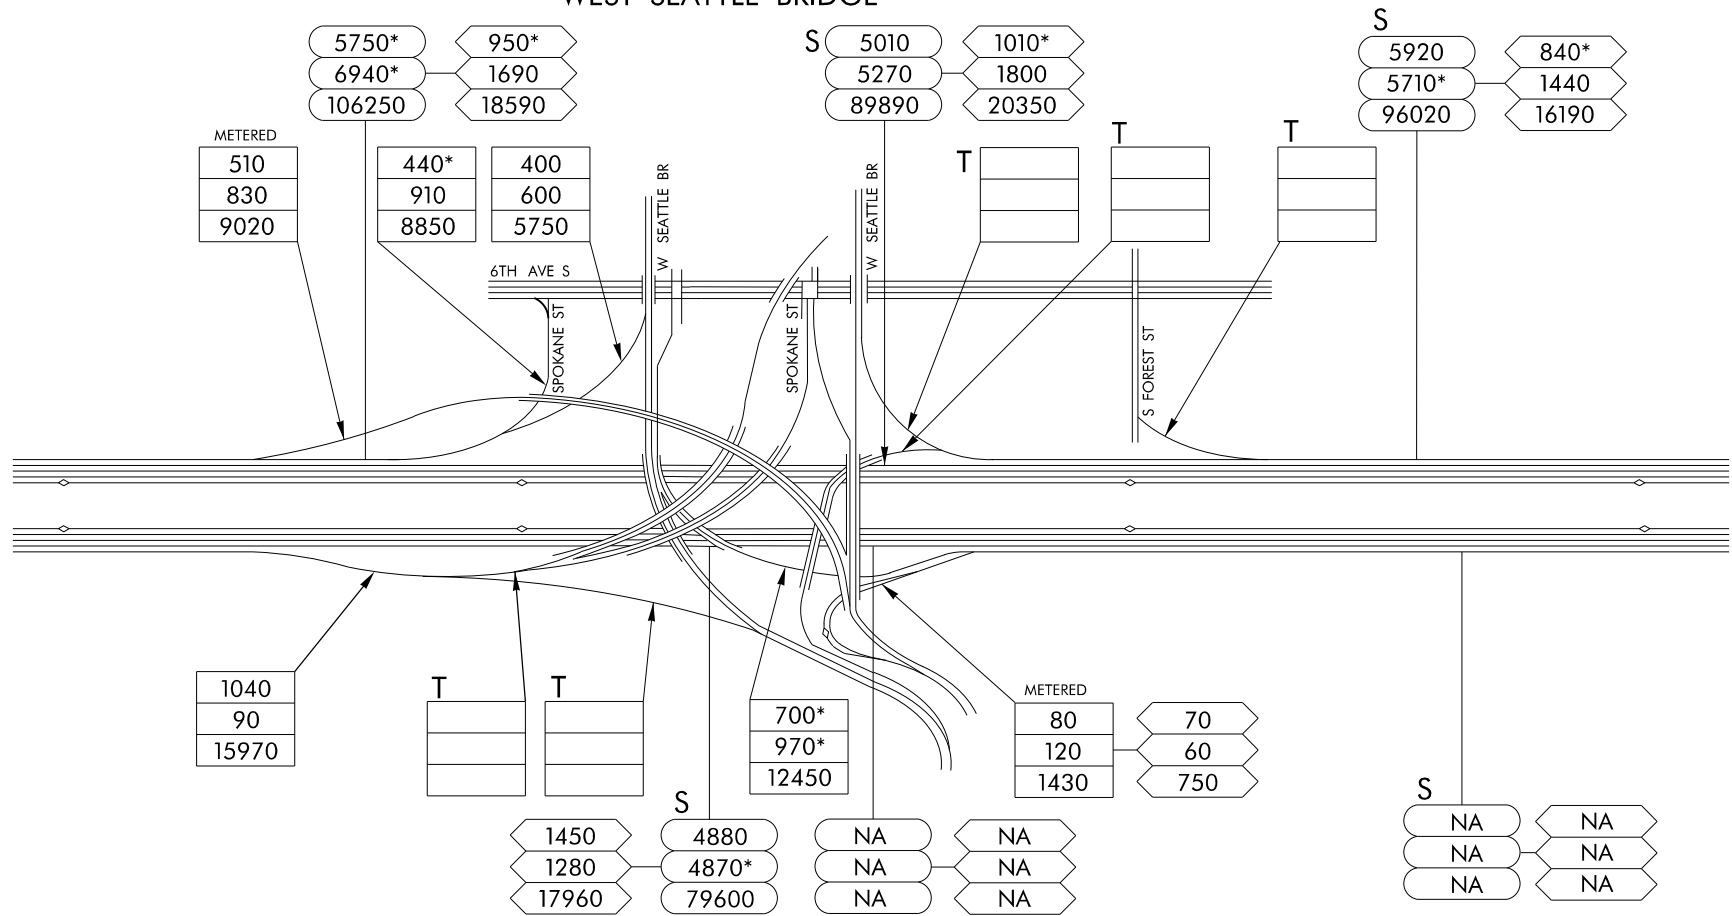 WEST SEATTLE BRIDGE
5750* 950*
6940* 1690
106250 18590
S
5010 1010*
5270 1800
89890 20350
S
5920 840*
5710* 1440
96020 16190
METERED
510
830
9020
440*
910
8850
400
600
5750
W SEATTLE BR
W SEATTLE BR
T
T
T
6TH AVE S
SPOKANE ST
SPOKANE ST
S FOREST ST
1040
90
15970
T
T
700*
970*
12450
METERED
80 70
120 60
1430 750
S
1450 4880
1280 4870*
17960 79600
NA NA
NA NA
NA NA
S
NA NA
NA NA
NA NA